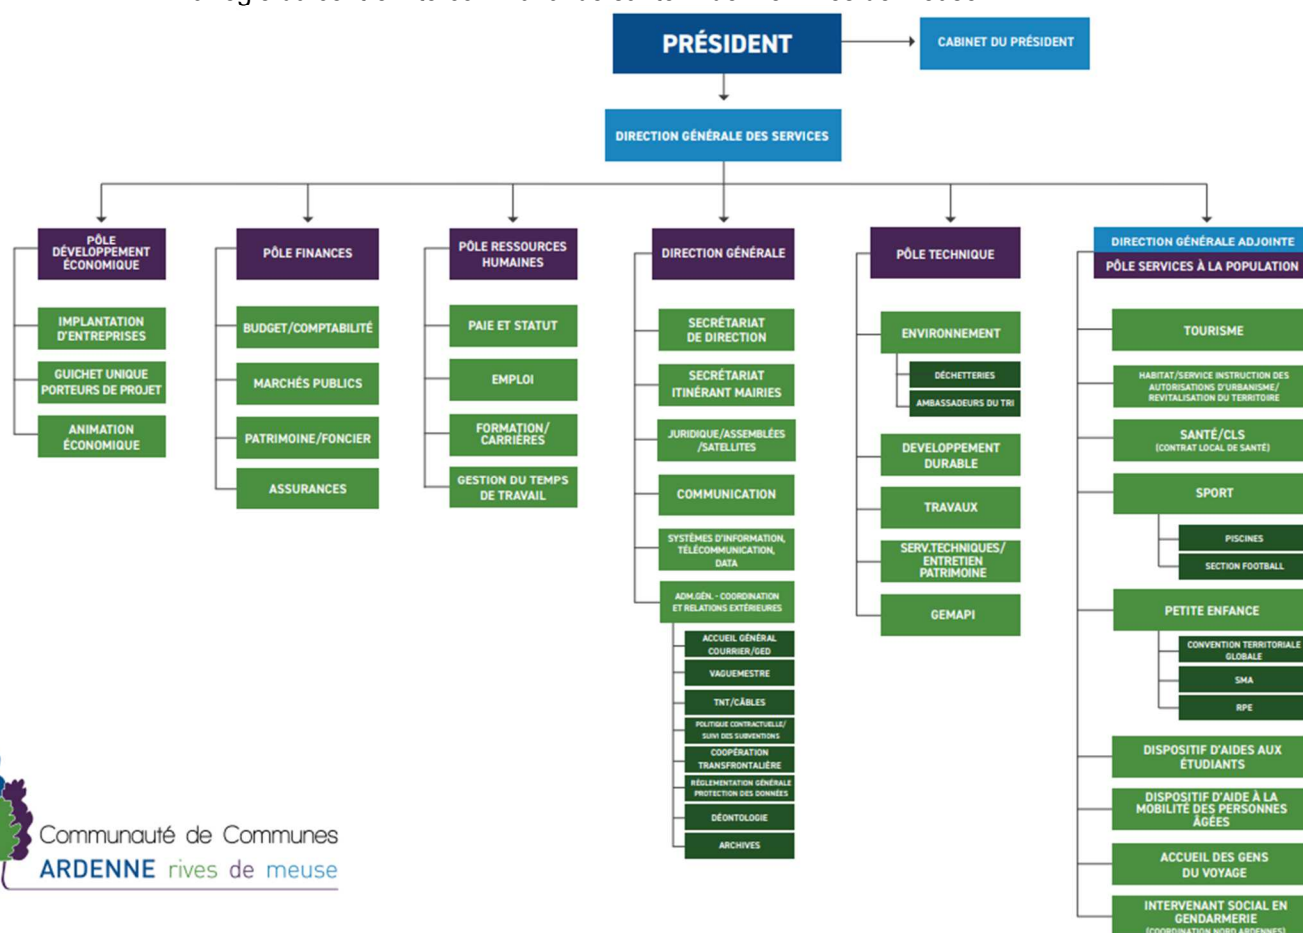 PRÉSIDENT
CABINET DU PRÉSIDENT
DIRECTION GÉNÉRALE DES SERVICES
PÔLE
DÉVELOPPEMENT
ÉCONOMIQUE
IMPLANTATION
D'ENTREPRISES
GUICHET UNIQUE
PORTEURS DE PROJET
ANIMATION
ÉCONOMIQUE
PÔLE FINANCES
BUDGET/COMPTABILITÉ
MARCHÉS PUBLICS
PATRIMOINE/FONCIER
ASSURANCES
PÔLE RESSOURCES
HUMAINES
PAIE ET STATUT
EMPLOI
FORMATION/
CARRIÈRES
GESTION DU TEMPS
DE TRAVAIL
DIRECTION GÉNÉRALE
SECRÉTARIAT
DE DIRECTION
SECRÉTARIAT
ITINÉRANT MAIRIES
JURIDIQUE/ASSEMBLÉES
/SATELLITES
COMMUNICATION
SYSTÈMES D'INFORMATION,
TÉLÉCOMMUNICATION,
DATA
ADM.GÉN. - COORDINATION
ET RELATIONS EXTÉRIEURES
ACCUEIL GÉNÉRAL
COURRIER/GED
VAGUEMESTRE
TNT/CÂBLES
POLITIQUE CONTRACTUELLE/
SUIVI DES SUBVENTIONS
COOPÉRATION
TRANSFRONTALIÈRE
RÈGLEMENTATION GÉNÉRALE
PROTECTION DES DONNÉES
DÉONTOLOGIE
ARCHIVES
PÔLE TECHNIQUE
ENVIRONNEMENT
DÉCHETTERIES
AMBASSADEURS DU TRI
DEVELOPPEMENT
DURABLE
TRAVAUX
SERV.TECHNIQUES/
ENTRETIEN
PATRIMOINE
GEMAPI
DIRECTION GÉNÉRALE ADJOINTE
PÔLE SERVICES À LA POPULATION
TOURISME
HABITAT/SERVICE INSTRUCTION DES
AUTORISATIONS D'URBANISME/
REVITALISATION DU TERRITOIRE
SANTÉ/CLS
(CONTRAT LOCAL DE SANTÉ)
SPORT
PISCINES
SECTION FOOTBALL
PETITE ENFANCE
CONVENTION TERRITORIALE
GLOBALE
SMA
RPE
DISPOSITIF D'AIDES AUX
ÉTUDIANTS
DISPOSITIF D'AIDE À LA
MOBILITÉ DES PERSONNES
ÂGÉES
ACCUEIL DES GENS
DU VOYAGE
INTERVENANT SOCIAL EN
GENDARMERIE
(COORDINATION NORD ARDENNES)
Communauté de Communes
ARDENNE rives de meuse